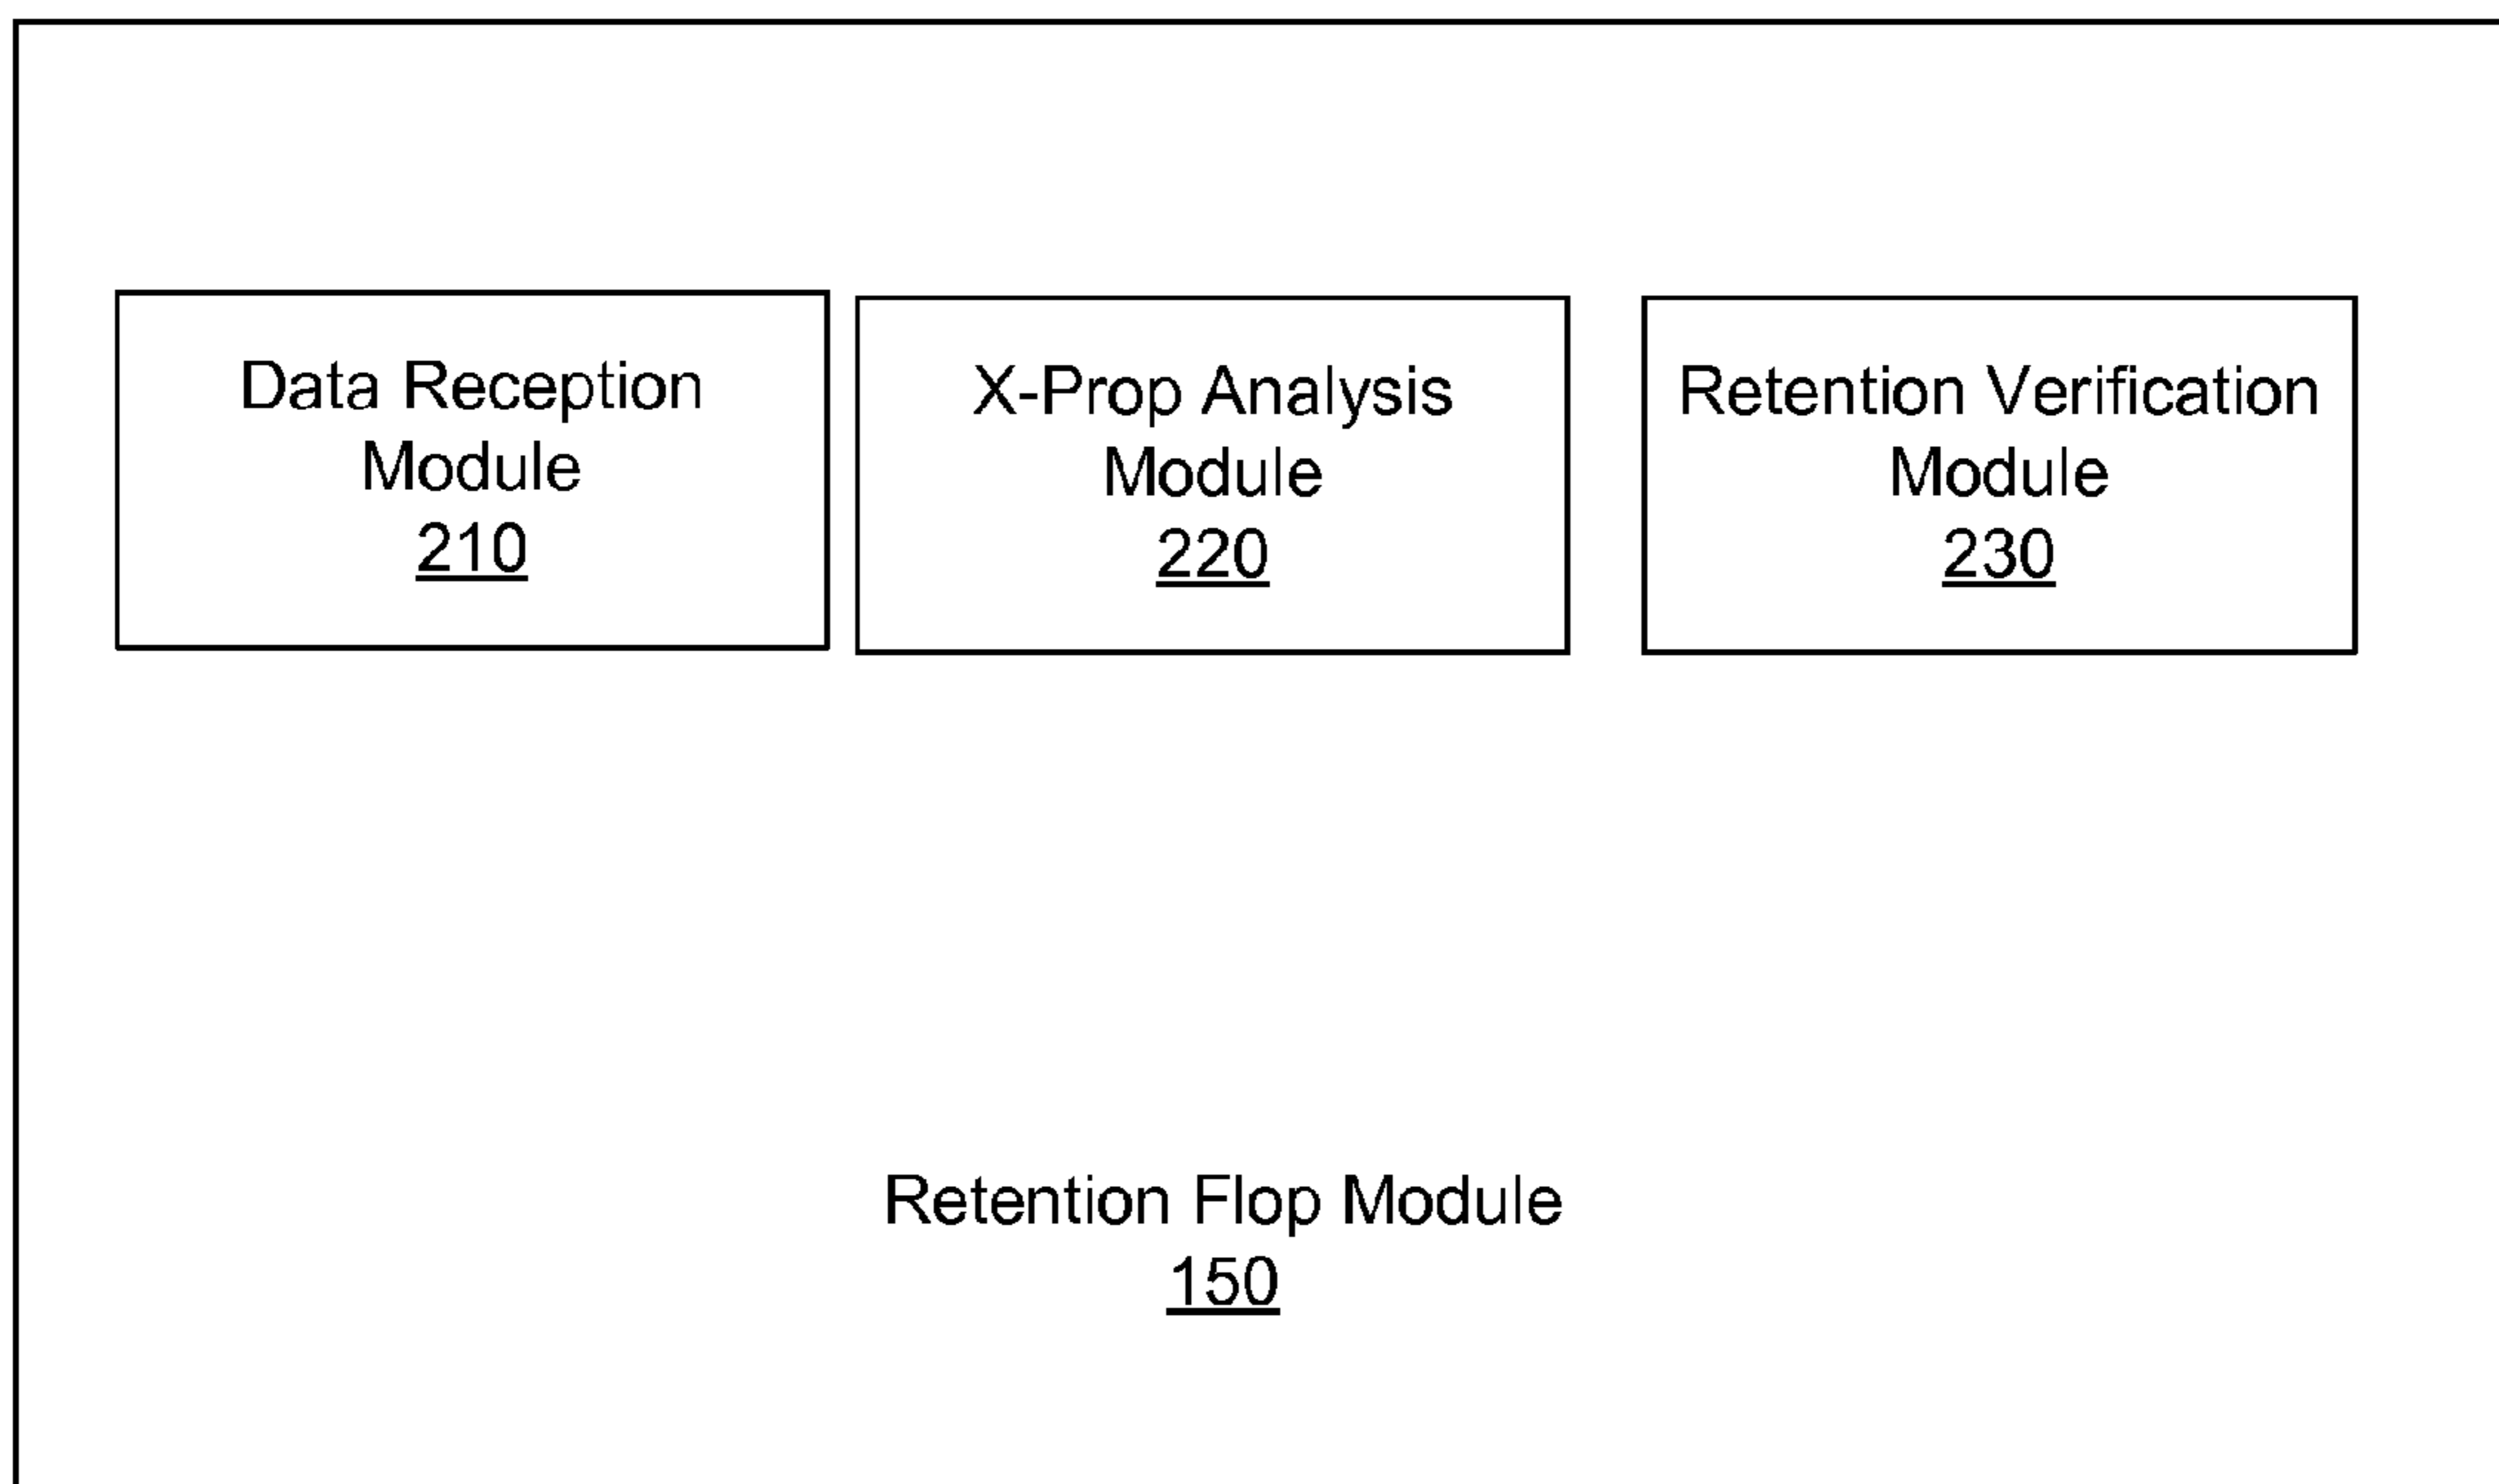 Data Reception
Module
210
X-Prop Analysis
Module
220
Retention Verification
Module
230
Retention Flop Module
150